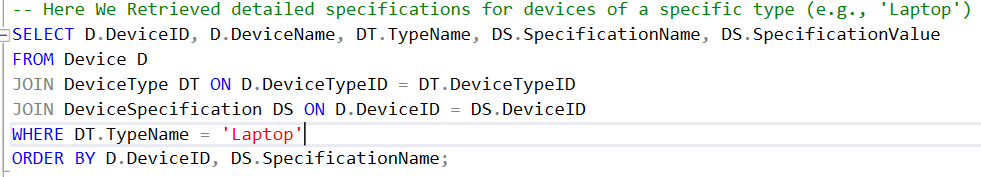 -- Here We Retrieved detailed specifications for devices of a specific type (e.g., 'Laptop')
SELECT D.DeviceID, D.DeviceName, DT.TypeName, DS.SpecificationName, DS.SpecificationValue
FROM Device D
JOIN DeviceType DT ON D.DeviceTypeID = DT.DeviceTypeID
JOIN DeviceSpecification DS ON D.DeviceID = DS.DeviceID
WHERE DT.TypeName = 'Laptop'
ORDER BY D.DeviceID, DS.SpecificationName;